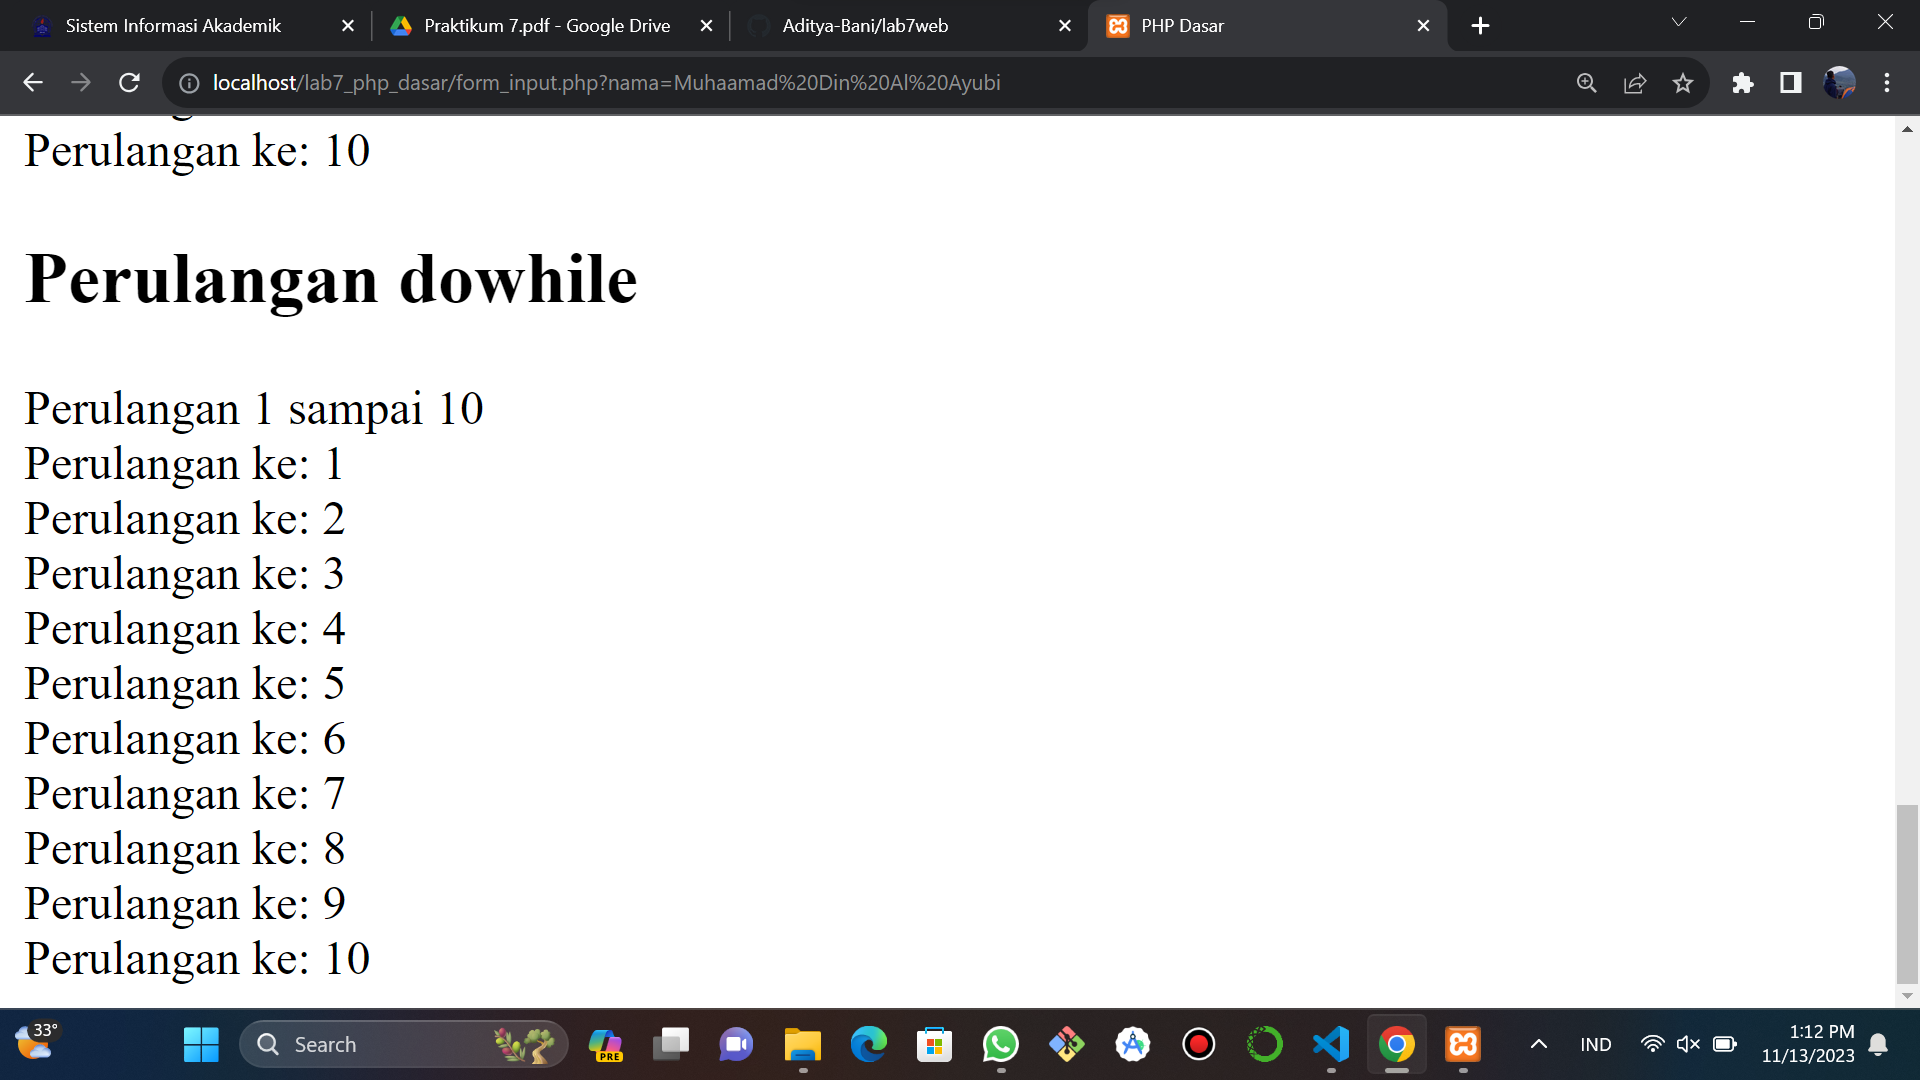 Sistem Informasi Akademik
Praktikum 7.pdf - Google Drive
Aditya-Bani/lab7web
PHP Dasar
localhost/lab7_php_dasar/form_input.php?nama=Muhaamad%20Din%20Al%20Ayubi
Perulangan ke: 10
Perulangan dowhile
Perulangan 1 sampai 10
Perulangan ke: 1
Perulangan ke: 2
Perulangan ke: 3
Perulangan ke: 4
Perulangan ke: 5
Perulangan ke: 6
Perulangan ke: 7
Perulangan ke: 8
Perulangan ke: 9
Perulangan ke: 10
33°
Search
PRE
IND
1:12 PM
11/13/2023